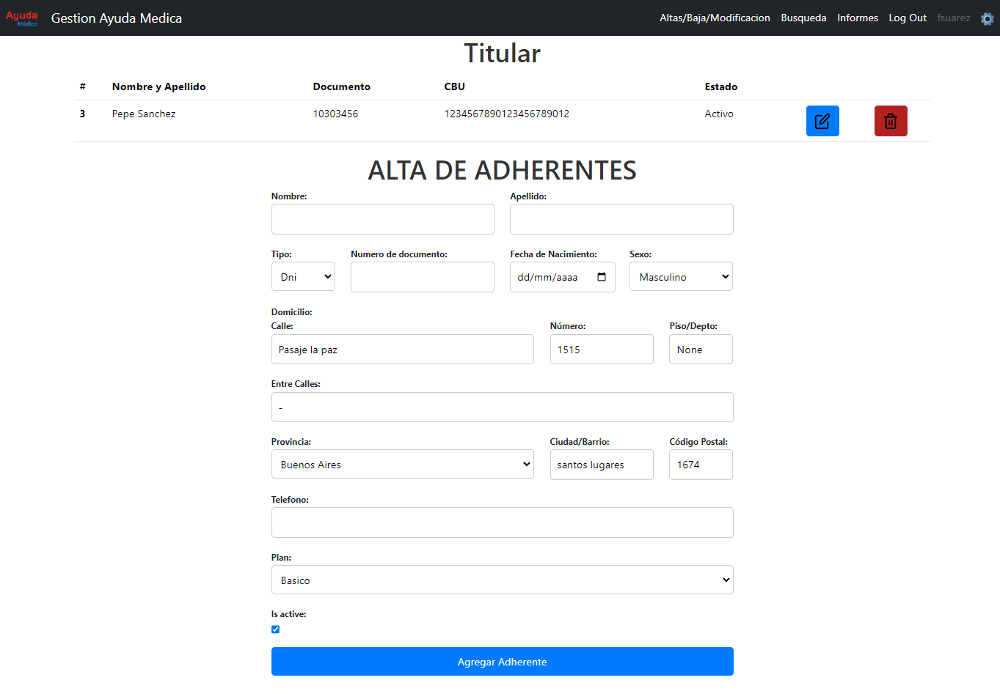 Ayuda
Médica
Gestion Ayuda Medica
Altas/Baja/Modificacion Busqueda Informes Log Out fsuarez
Titular
# Nombre y Apellido Documento CBU Estado
3 Pepe Sanchez 10303456 1234567890123456789012 Activo
ALTA DE ADHERENTES
Nombre: Apellido:
Tipo: Numero de documento: Fecha de Nacimiento: Sexo:
Dni dd/mm/aaaa Masculino
Domicilio:
Calle: Número: Piso/Depto:
Pasaje la paz 1515 None
Entre Calles:
-
Provincia: Ciudad/Barrio: Código Postal:
Buenos Aires santos lugares 1674
Telefono:
Plan:
Basico
Is active:
Agregar Adherente